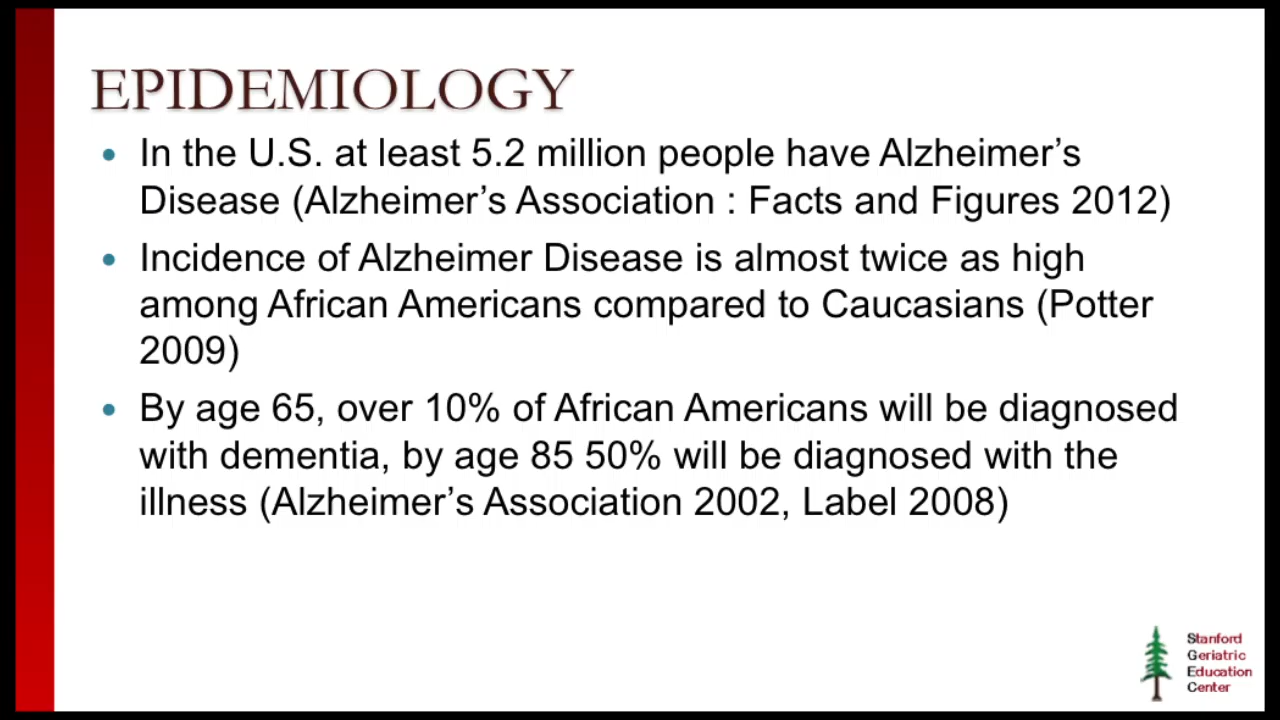 EPIDEMIOLOGY
• In the U.S. at least 5.2 million people have Alzheimer’s
Disease (Alzheimer’s Association : Facts and Figures 2012)
• Incidence of Alzheimer Disease is almost twice as high
among African Americans compared to Caucasians (Potter
2009)
• By age 65, over 10% of African Americans will be diagnosed
with dementia, by age 85 50% will be diagnosed with the
illness (Alzheimer’s Association 2002, Label 2008)
Stanford
Geriatric
Education
Center